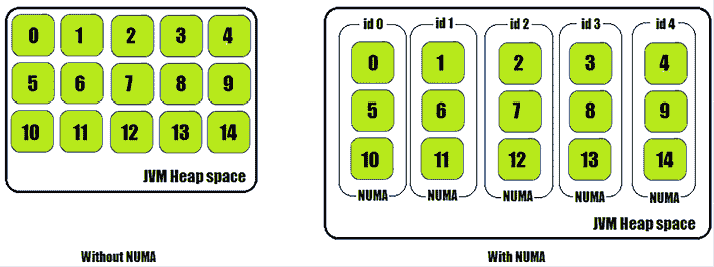 0 1 2 3 4
5 6 7 8 9
10 11 12 13 14
JVM Heap space
Without NUMA
id 0 id 1 id 2 id 3 id 4
0 1 2 3 4
5 6 7 8 9
10 11 12 13 14
NUMA NUMA NUMA NUMA NUMA
JVM Heap space
With NUMA